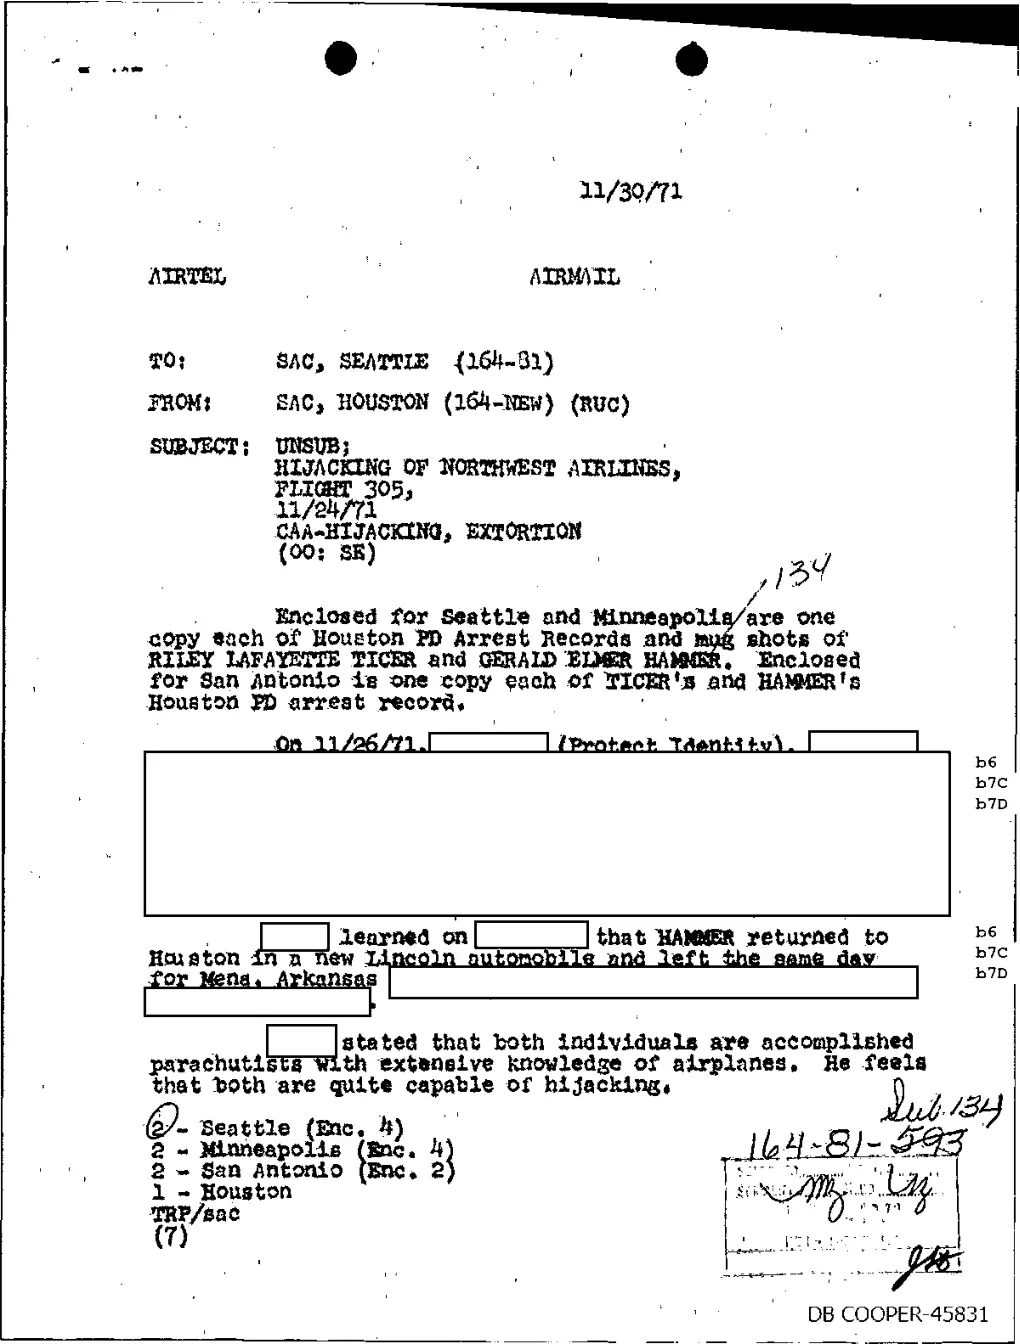 11/30/71
AIRTEL AIRMAIL
TO: SAC, SEATTLE (164-81)
FROM: SAC, HOUSTON (164-NEW) (RUC)
SUBJECT: UNSUB;
HIJACKING OF NORTHWEST AIRLINES,
FLIGHT 305,
11/24/71
CAA-HIJACKING, EXTORTION
(OO: SE)
134
Enclosed for Seattle and Minneapolis are one
copy each of Houston PD Arrest Records and mug shots of
RILEY LAFAYETTE TICER and GERALD ELMER HAMMER. Enclosed
for San Antonio is one copy each of TICER's and HAMMER's
Houston PD arrest record.
On 11/26/71, (Protect Identity),
b6
b7C
b7D
learned on that HAMMER returned to
b6
Houston in a new Lincoln automobile and left the same day
b7C
for Mena, Arkansas
b7D
.
stated that both individuals are accomplished
parachutists with extensive knowledge of airplanes. He feels
that both are quite capable of hijacking.
2 - Seattle (Enc. 4)
2 - Minneapolis (Enc. 4)
2 - San Antonio (Enc. 2)
1 - Houston
TRP/sac
(7)
Sub 134
164-81-593
DB COOPER-45831